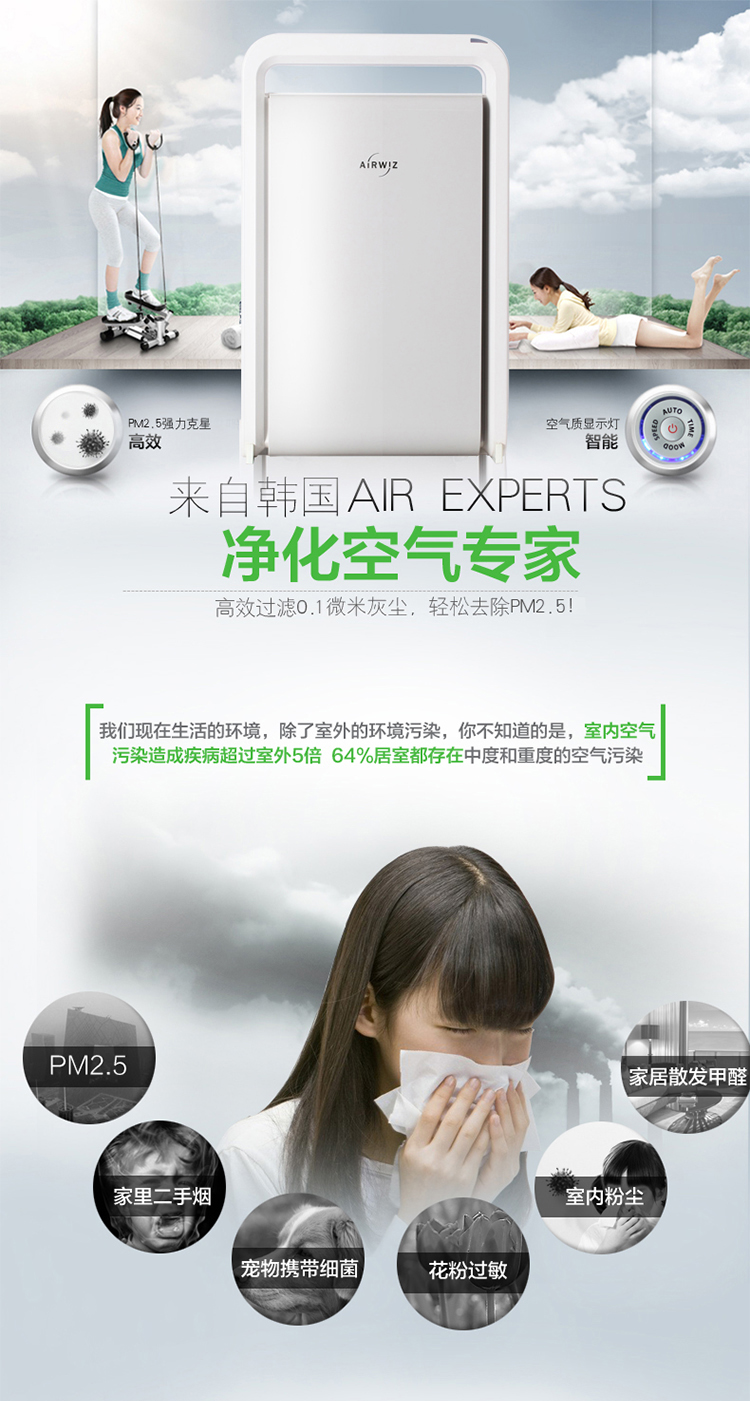 AIRWIZ
PM2.5强力克星
高效
空气质显示灯
智能
AUTO
TIME
MOOD
SPEED
来自韩国AIR EXPERTS
净化空气专家
高效过滤0.1微米灰尘，轻松去除PM2.5!
我们现在生活的环境，除了室外的环境污染，你不知道的是，室内空气
污染造成疾病超过室外5倍 64%居室都存在中度和重度的空气污染
PM2.5
家居散发甲醛
家里二手烟
室内粉尘
宠物携带细菌
花粉过敏